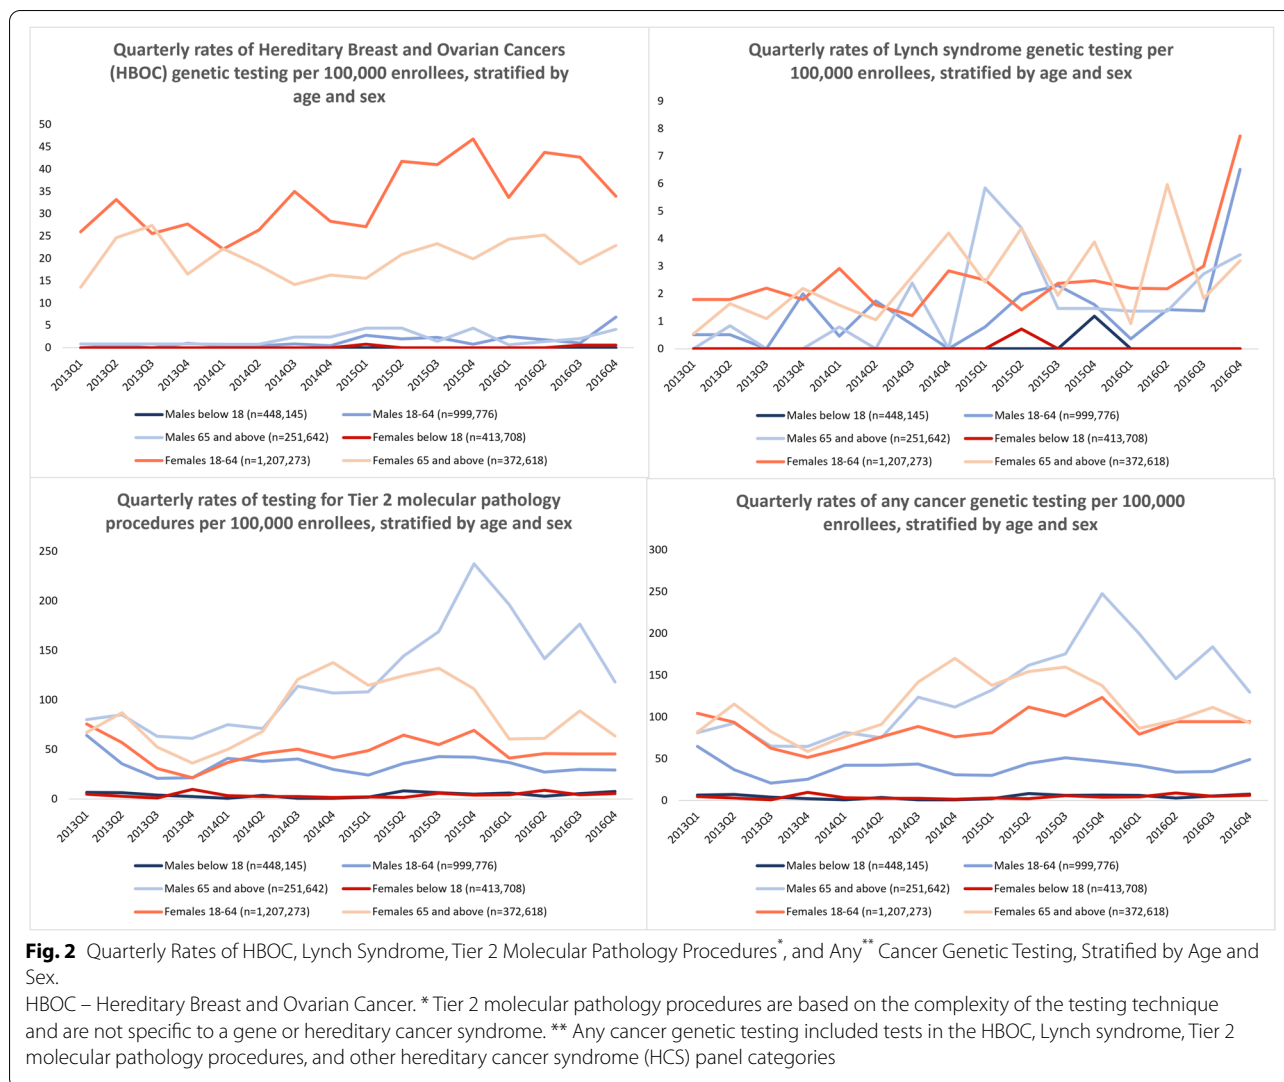 Quarterly rates of Hereditary Breast and Ovarian Cancers
(HBOC) genetic testing per 100,000 enrollees, stratified by
age and sex
50
45
40
35
30
25
20
15
10
5
0
2013Q1 2013Q2 2013Q3 2013Q4 2014Q1 2014Q2 2014Q3 2014Q4 2015Q1 2015Q2 2015Q3 2015Q4 2016Q1 2016Q2 2016Q3 2016Q4
Males below 18 (n=448,145) Males 18-64 (n=999,776)
Males 65 and above (n=251,642) Females below 18 (n=413,708)
Females 18-64 (n=1,207,273) Females 65 and above (n=372,618)
Quarterly rates of Lynch syndrome genetic testing per
100,000 enrollees, stratified by age and sex
9
8
7
6
5
4
3
2
1
0
2013Q1 2013Q2 2013Q3 2013Q4 2014Q1 2014Q2 2014Q3 2014Q4 2015Q1 2015Q2 2015Q3 2015Q4 2016Q1 2016Q2 2016Q3 2016Q4
Males below 18 (n=448,145) Males 18-64 (n=999,776)
Males 65 and above (n=251,642) Females below 18 (n=413,708)
Females 18-64 (n=1,207,273) Females 65 and above (n=372,618)
Quarterly rates of testing for Tier 2 molecular pathology
procedures per 100,000 enrollees, stratified by age and sex
250
200
150
100
50
0
2013Q1 2013Q2 2013Q3 2013Q4 2014Q1 2014Q2 2014Q3 2014Q4 2015Q1 2015Q2 2015Q3 2015Q4 2016Q1 2016Q2 2016Q3 2016Q4
Males below 18 (n=448,145) Males 18-64 (n=999,776)
Males 65 and above (n=251,642) Females below 18 (n=413,708)
Females 18-64 (n=1,207,273) Females 65 and above (n=372,618)
Quarterly rates of any cancer genetic testing per 100,000
enrollees, stratified by age and sex
300
250
200
150
100
50
0
2013Q1 2013Q2 2013Q3 2013Q4 2014Q1 2014Q2 2014Q3 2014Q4 2015Q1 2015Q2 2015Q3 2015Q4 2016Q1 2016Q2 2016Q3 2016Q4
Males below 18 (n=448,145) Males 18-64 (n=999,776)
Males 65 and above (n=251,642) Females below 18 (n=413,708)
Females 18-64 (n=1,207,273) Females 65 and above (n=372,618)
Fig. 2 Quarterly Rates of HBOC, Lynch Syndrome, Tier 2 Molecular Pathology Procedures*, and Any** Cancer Genetic Testing, Stratified by Age and
Sex.
HBOC – Hereditary Breast and Ovarian Cancer. * Tier 2 molecular pathology procedures are based on the complexity of the testing technique
and are not specific to a gene or hereditary cancer syndrome. ** Any cancer genetic testing included tests in the HBOC, Lynch syndrome, Tier 2
molecular pathology procedures, and other hereditary cancer syndrome (HCS) panel categories